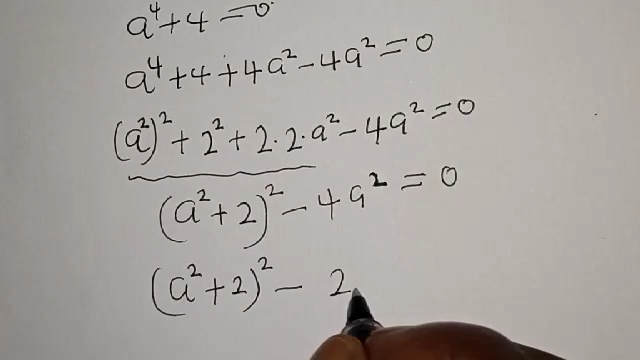 a⁴+4=0
a⁴+4+4a²-4a²=0
(a²)²+2²+2·2·a²-4a²=0
(a²+2)²-4a²=0
(a²+2)²- 2